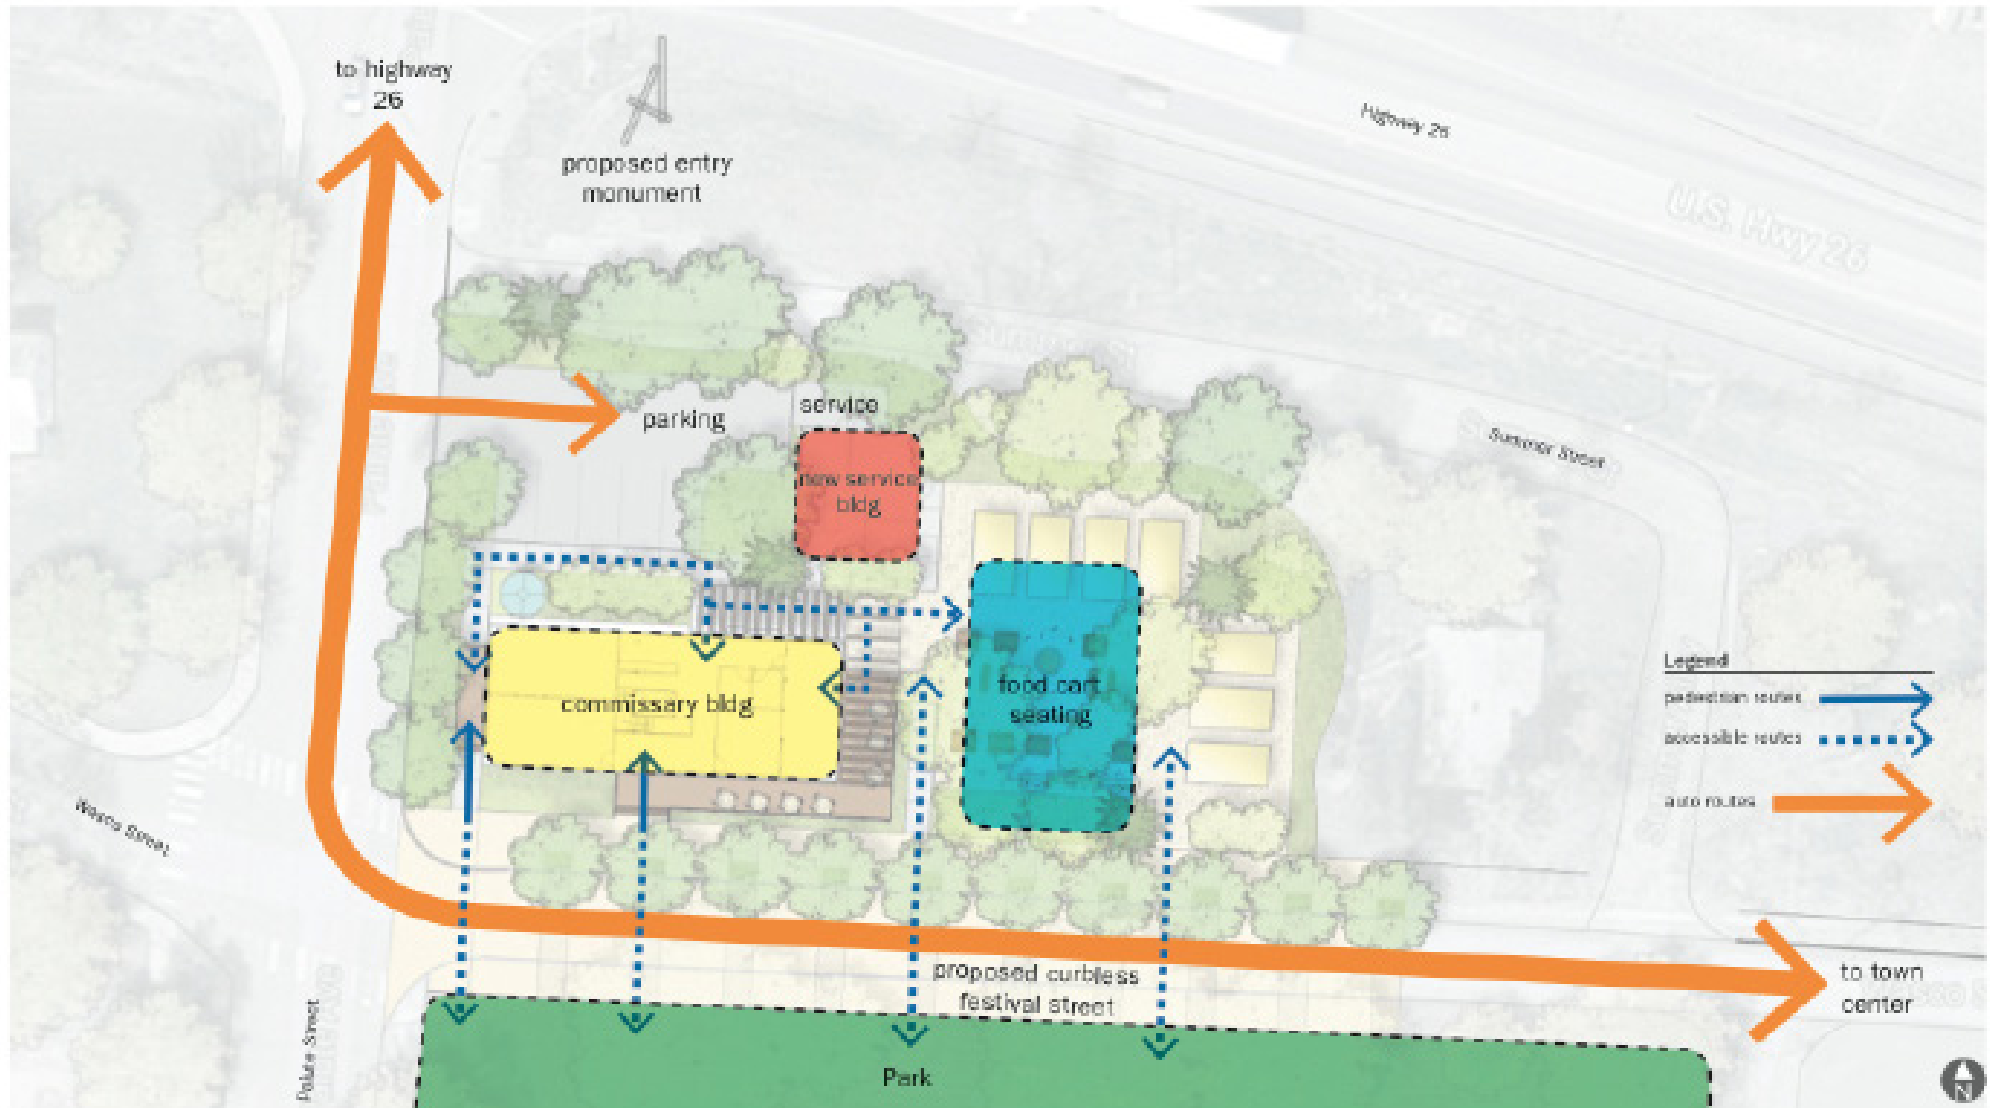 to highway
26
proposed entry
monument
Highway 26
U.S. Hwy 26
service
parking
new service
bldg
Summer Street
commissary bldg
food cart
seating
Legend
pedestrian routes
accessible routes
auto routes
Wasco Street
proposed curbless
festival street
to town
center
Paiute Street
Park
N